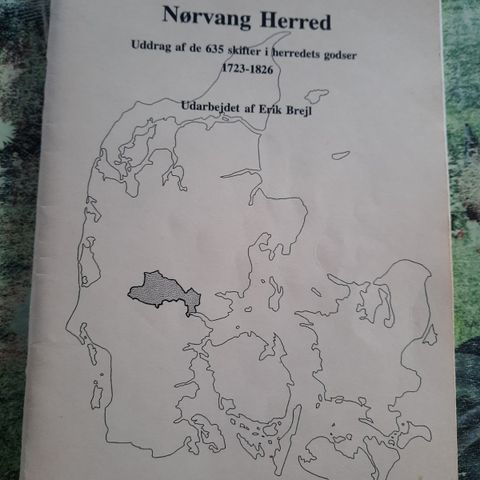 Nørvang Herred
Uddrag af de 635 skifter i herredets godser
1723-1826
Udarbejdet af Erik Brejl